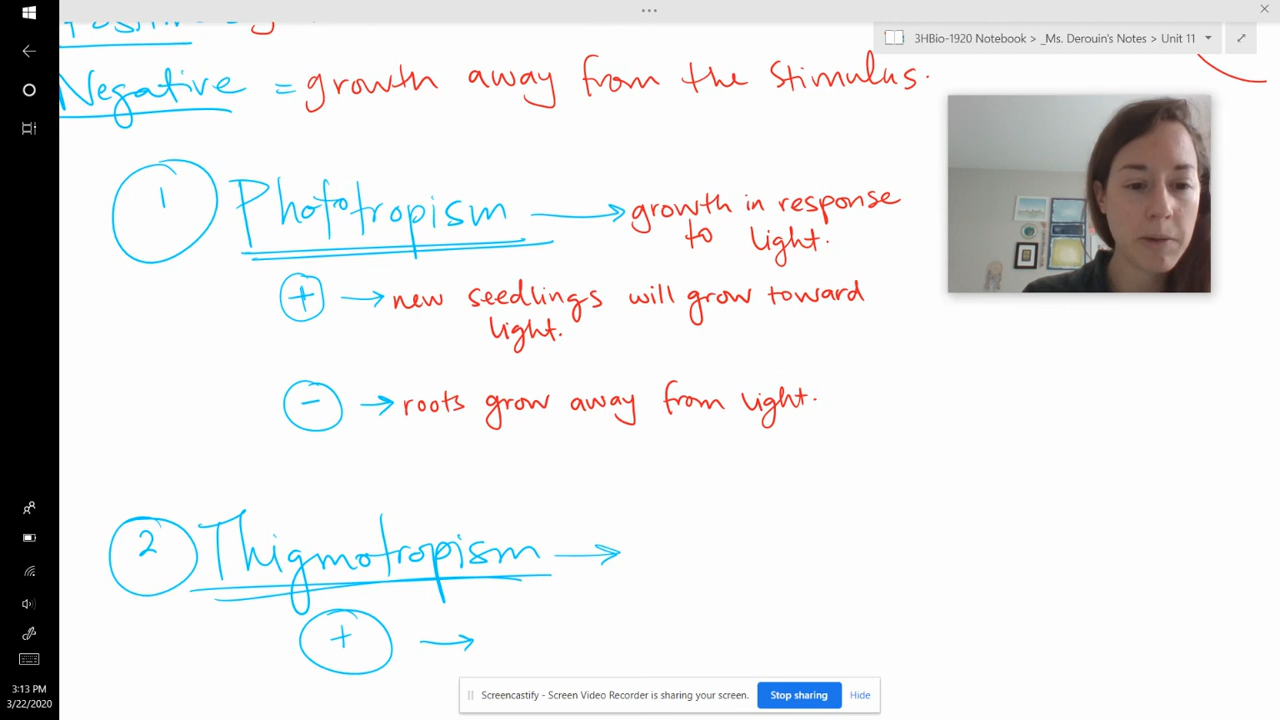 3HBio-1920 Notebook > _Ms. Derouin's Notes > Unit 11
Negative = growth away from the stimulus.
1 Phototropism → growth in response
to light.
+ → new seedlings will grow toward
light.
- → roots grow away from light.
2 Thigmotropism →
+ →
Screencastify - Screen Video Recorder is sharing your screen. Stop sharing Hide
3:13 PM
3/22/2020